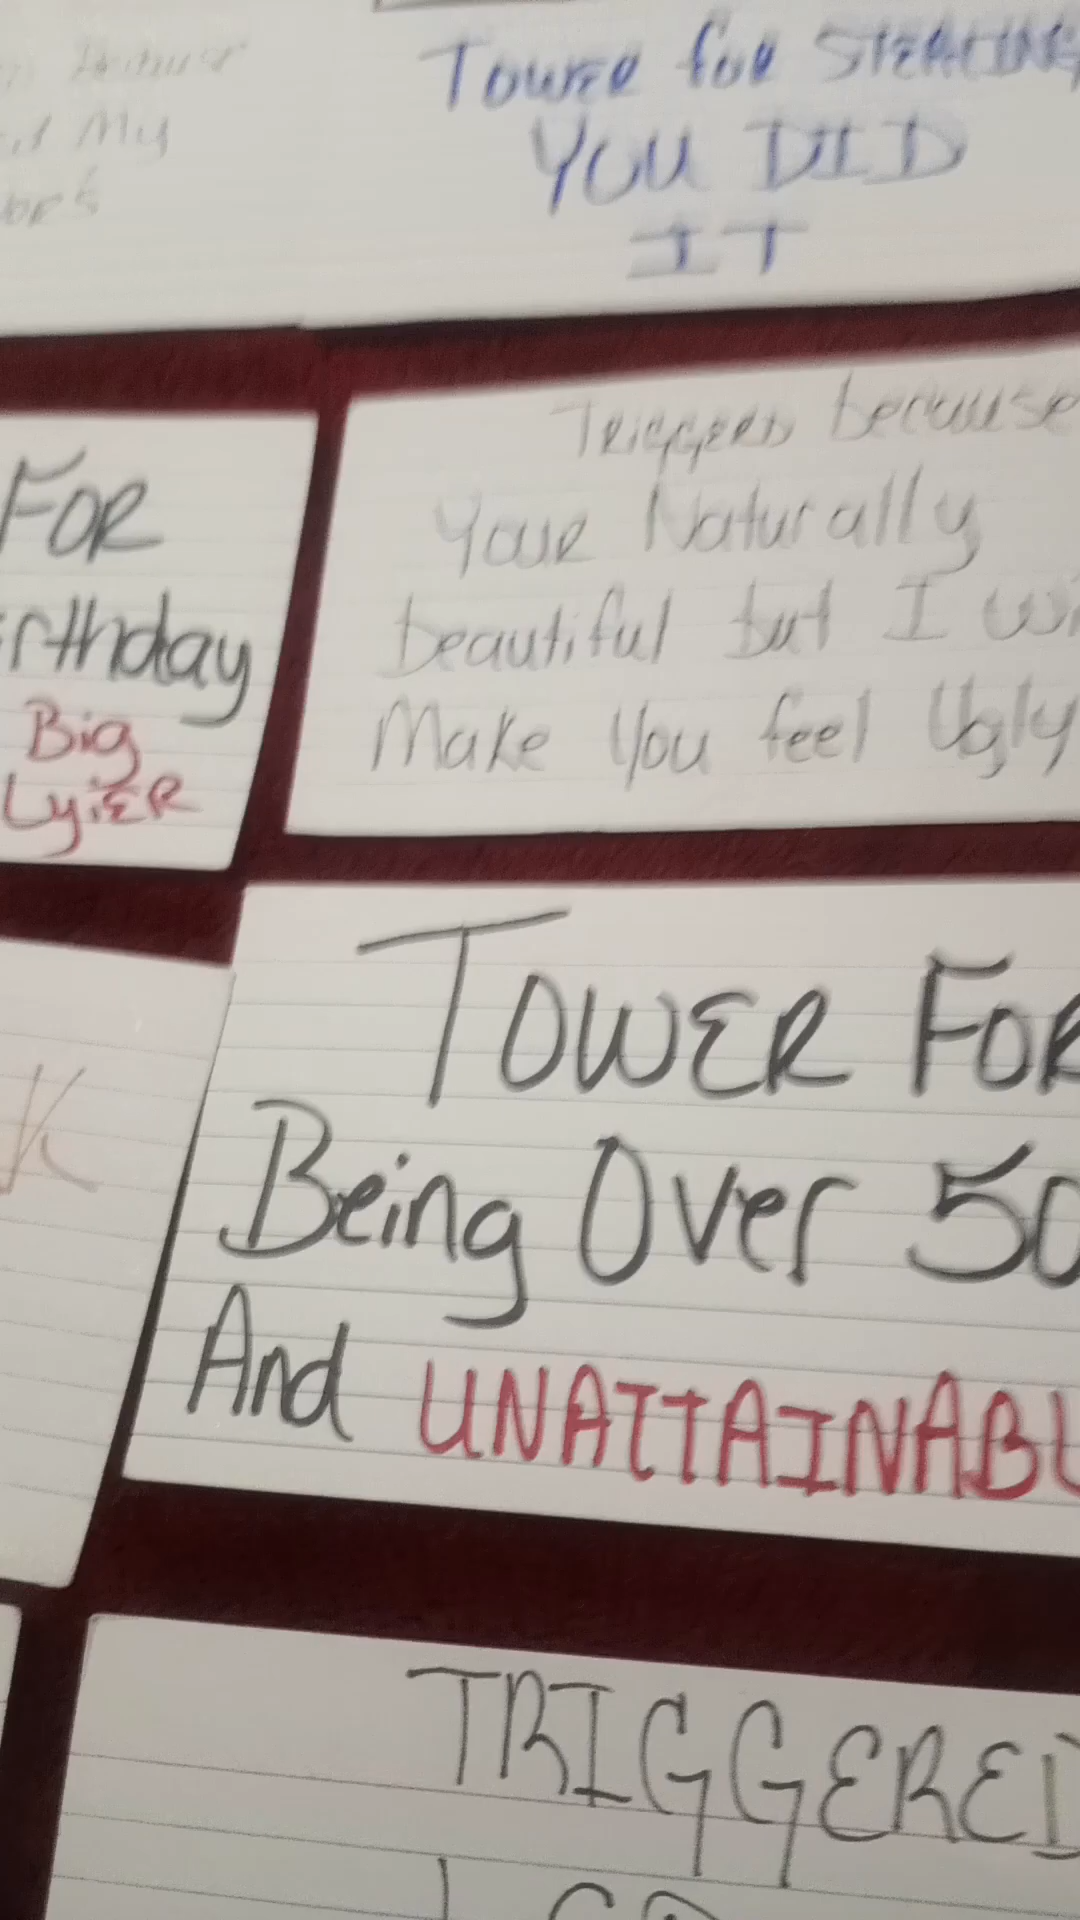 My
Tower for STEALING
YOU DID
IT
FOR
Big
LyiER
TRIGGERED because
Your Naturally
beautiful but I
Make You feel Ugly
K
TOWER FOR
Being Over 50
And UNATTAINABL
TRIGGERED